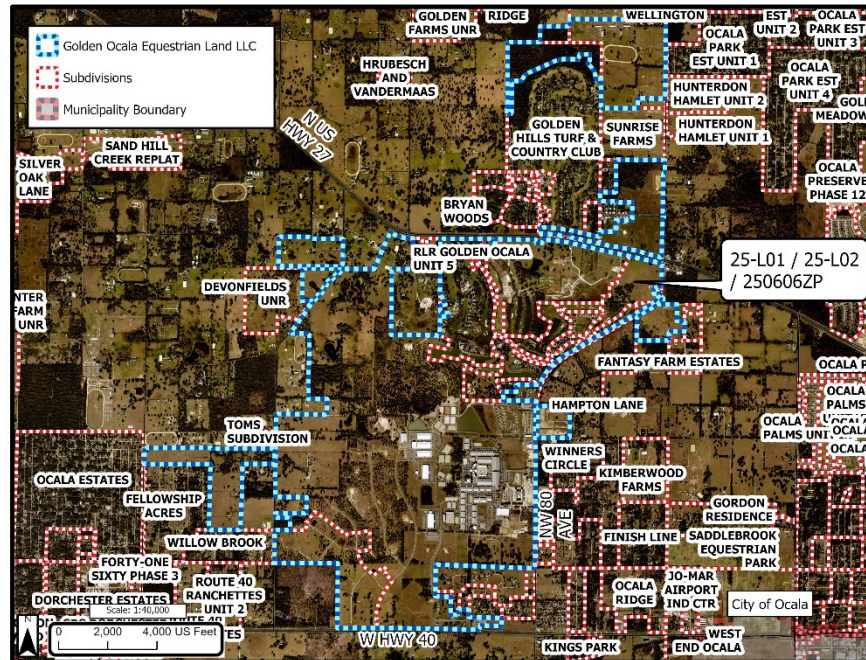 Golden Ocala Equestrian Land LLC
Subdivisions
Municipality Boundary
GOLDEN
FARMS UNR
RIDGE
WELLINGTON
EST
UNIT 2
OCALA
PARK EST
UNIT 3
OCALA
PARK
EST UNIT 1
OCALA
PARK EST
UNIT 4
HRUBESCH
AND
VANDERMAAS
HUNTERDON
HAMLET UNIT 2
HUNTERDON
HAMLET UNIT 1
MEADOW
GOLDEN
HILLS TURF &
COUNTRY CLUB
SUNRISE
FARMS
N US
HWY 27
SAND HILL
CREEK REPLAT
SILVER
OAK
LANE
OCALA
PRESERVE
PHASE 12
BRYAN
WOODS
RLR GOLDEN OCALA
UNIT 5
25-L01 / 25-L02
/ 250606ZP
DEVONFIELDS
UNR
FARM
UNR
FANTASY FARM ESTATES
HAMPTON LANE
OCALA
PALMS
OCALA
PALMS
TOMS
SUBDIVISION
OCALA ESTATES
FELLOWSHIP
ACRES
WILLOW BROOK
WINNERS
CIRCLE
KIMBERWOOD
FARMS
NW 80
AVE
GORDON
RESIDENCE
FINISH LINE
SADDLEBROOK
EQUESTRIAN
PARK
FORTY-ONE
SIXTY PHASE 3
DORCHESTER ESTATES
ROUTE 40
RANCHETTES
UNIT 2
OCALA
RIDGE
JO-MAR
AIRPORT
IND CTR
City of Ocala
KINGS PARK
WEST
END OCALA
W HWY 40
N
Scale: 1:40,000
0 2,000 4,000 US Feet